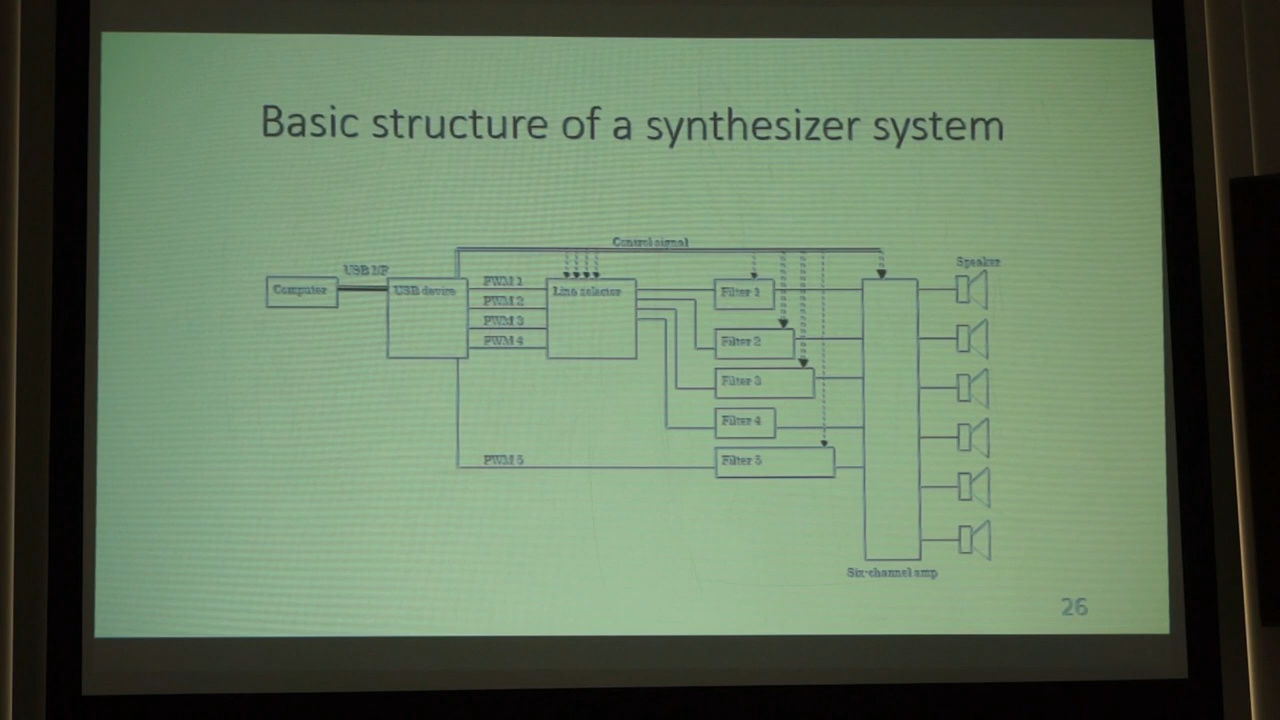 Basic structure of a synthesizer system
Control signal
Speaker
USB I/F
Computer
USB device
PWM 1
PWM 2
PWM 3
PWM 4
Line selector
Filter 1
Filter 2
Filter 3
Filter 4
PWM 5
Filter 5
Six-channel amp
26